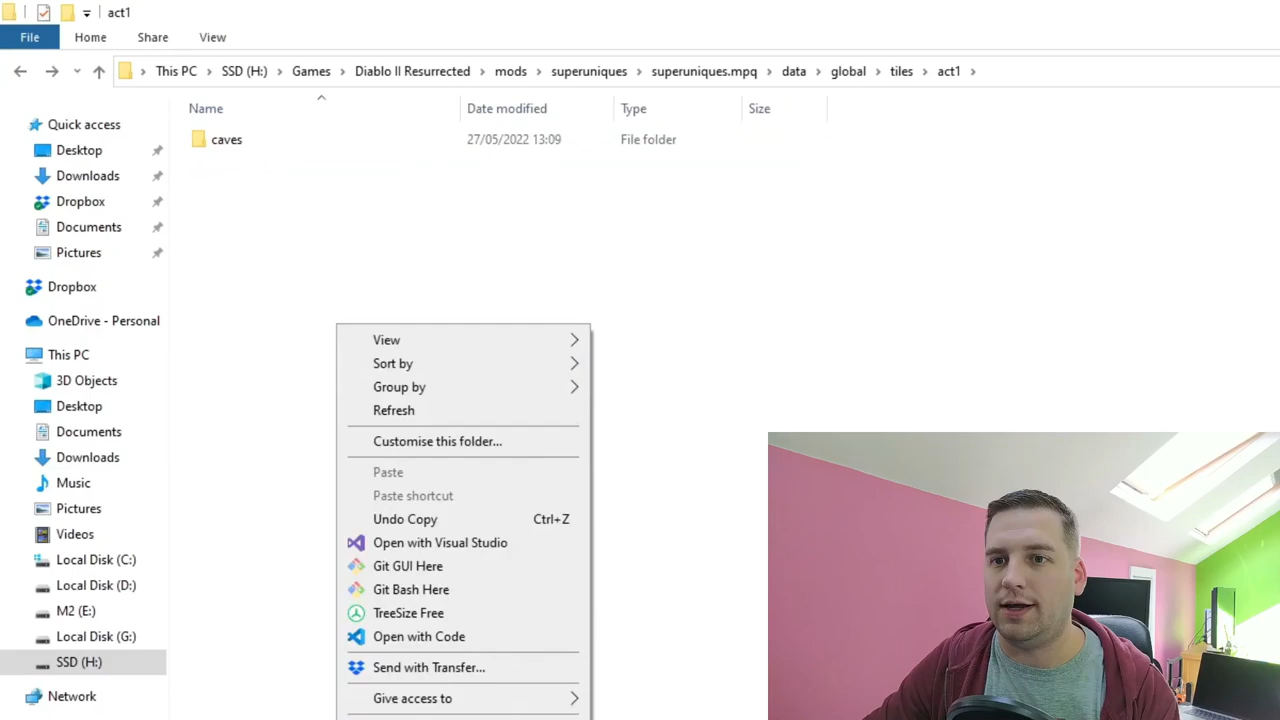 act1
File Home Share View
This PC SSD (H:) Games Diablo II Resurrected mods superuniques superuniques.mpq data global tiles act1
Name Date modified Type Size
caves 27/05/2022 13:09 File folder
Quick access
Desktop
Downloads
Dropbox
Documents
Pictures
Dropbox
OneDrive - Personal
This PC
3D Objects
Desktop
Documents
Downloads
Music
Pictures
Videos
Local Disk (C:)
Local Disk (D:)
M2 (E:)
Local Disk (G:)
SSD (H:)
Network
View
Sort by
Group by
Refresh
Customise this folder...
Paste
Paste shortcut
Undo Copy Ctrl+Z
Open with Visual Studio
Git GUI Here
Git Bash Here
TreeSize Free
Open with Code
Send with Transfer...
Give access to